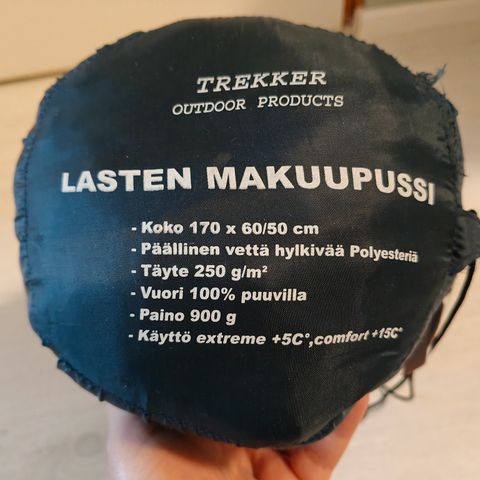 TREKKER
OUTDOOR PRODUCTS
LASTEN MAKUUPUSSI
- Koko 170 x 60/50 cm
- Päällinen vettä hylkivää Polyesteriä
- Täyte 250 g/m²
- Vuori 100% puuvilla
- Paino 900 g
- Käyttö extreme +5C°,comfort +15C°